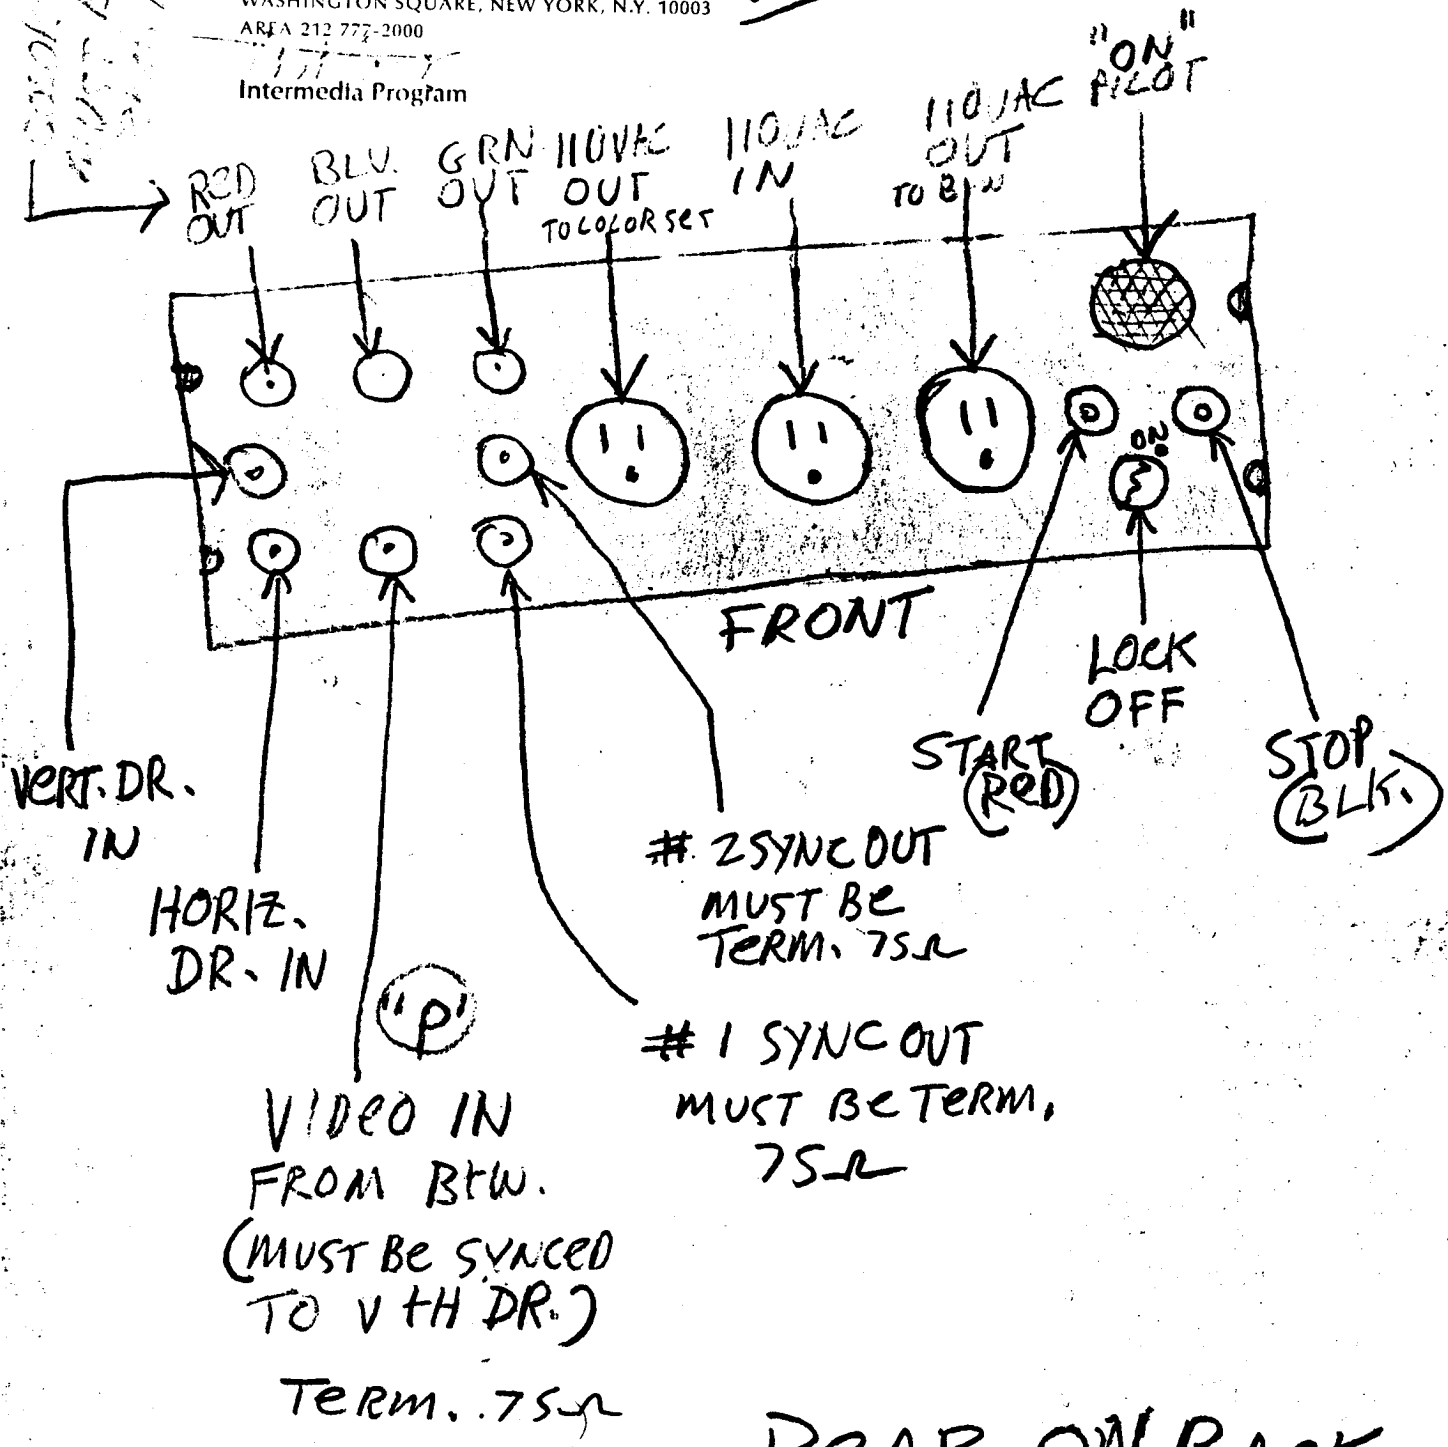 WASHINGTON SQUARE, NEW YORK, N.Y. 10003
AREA 212 777-2000
Intermedia Program
"ON"
PILOT
RED
OUT
BLU.
OUT
GRN
OUT
110VAC
OUT
TO COLOR SET
110VAC
IN
110VAC
OUT
TO B+W
ON
FRONT
LOCK
OFF
START
(RED)
STOP
(BLK.)
VERT. DR.
IN
HORIZ.
DR. IN
#2 SYNC OUT
MUST BE
TERM. 75Ω
"P"
#1 SYNC OUT
MUST BE TERM.
75Ω
VIDEO IN
FROM B+W.
(MUST BE SYNCED
TO V+H DR.)
TERM. 75Ω